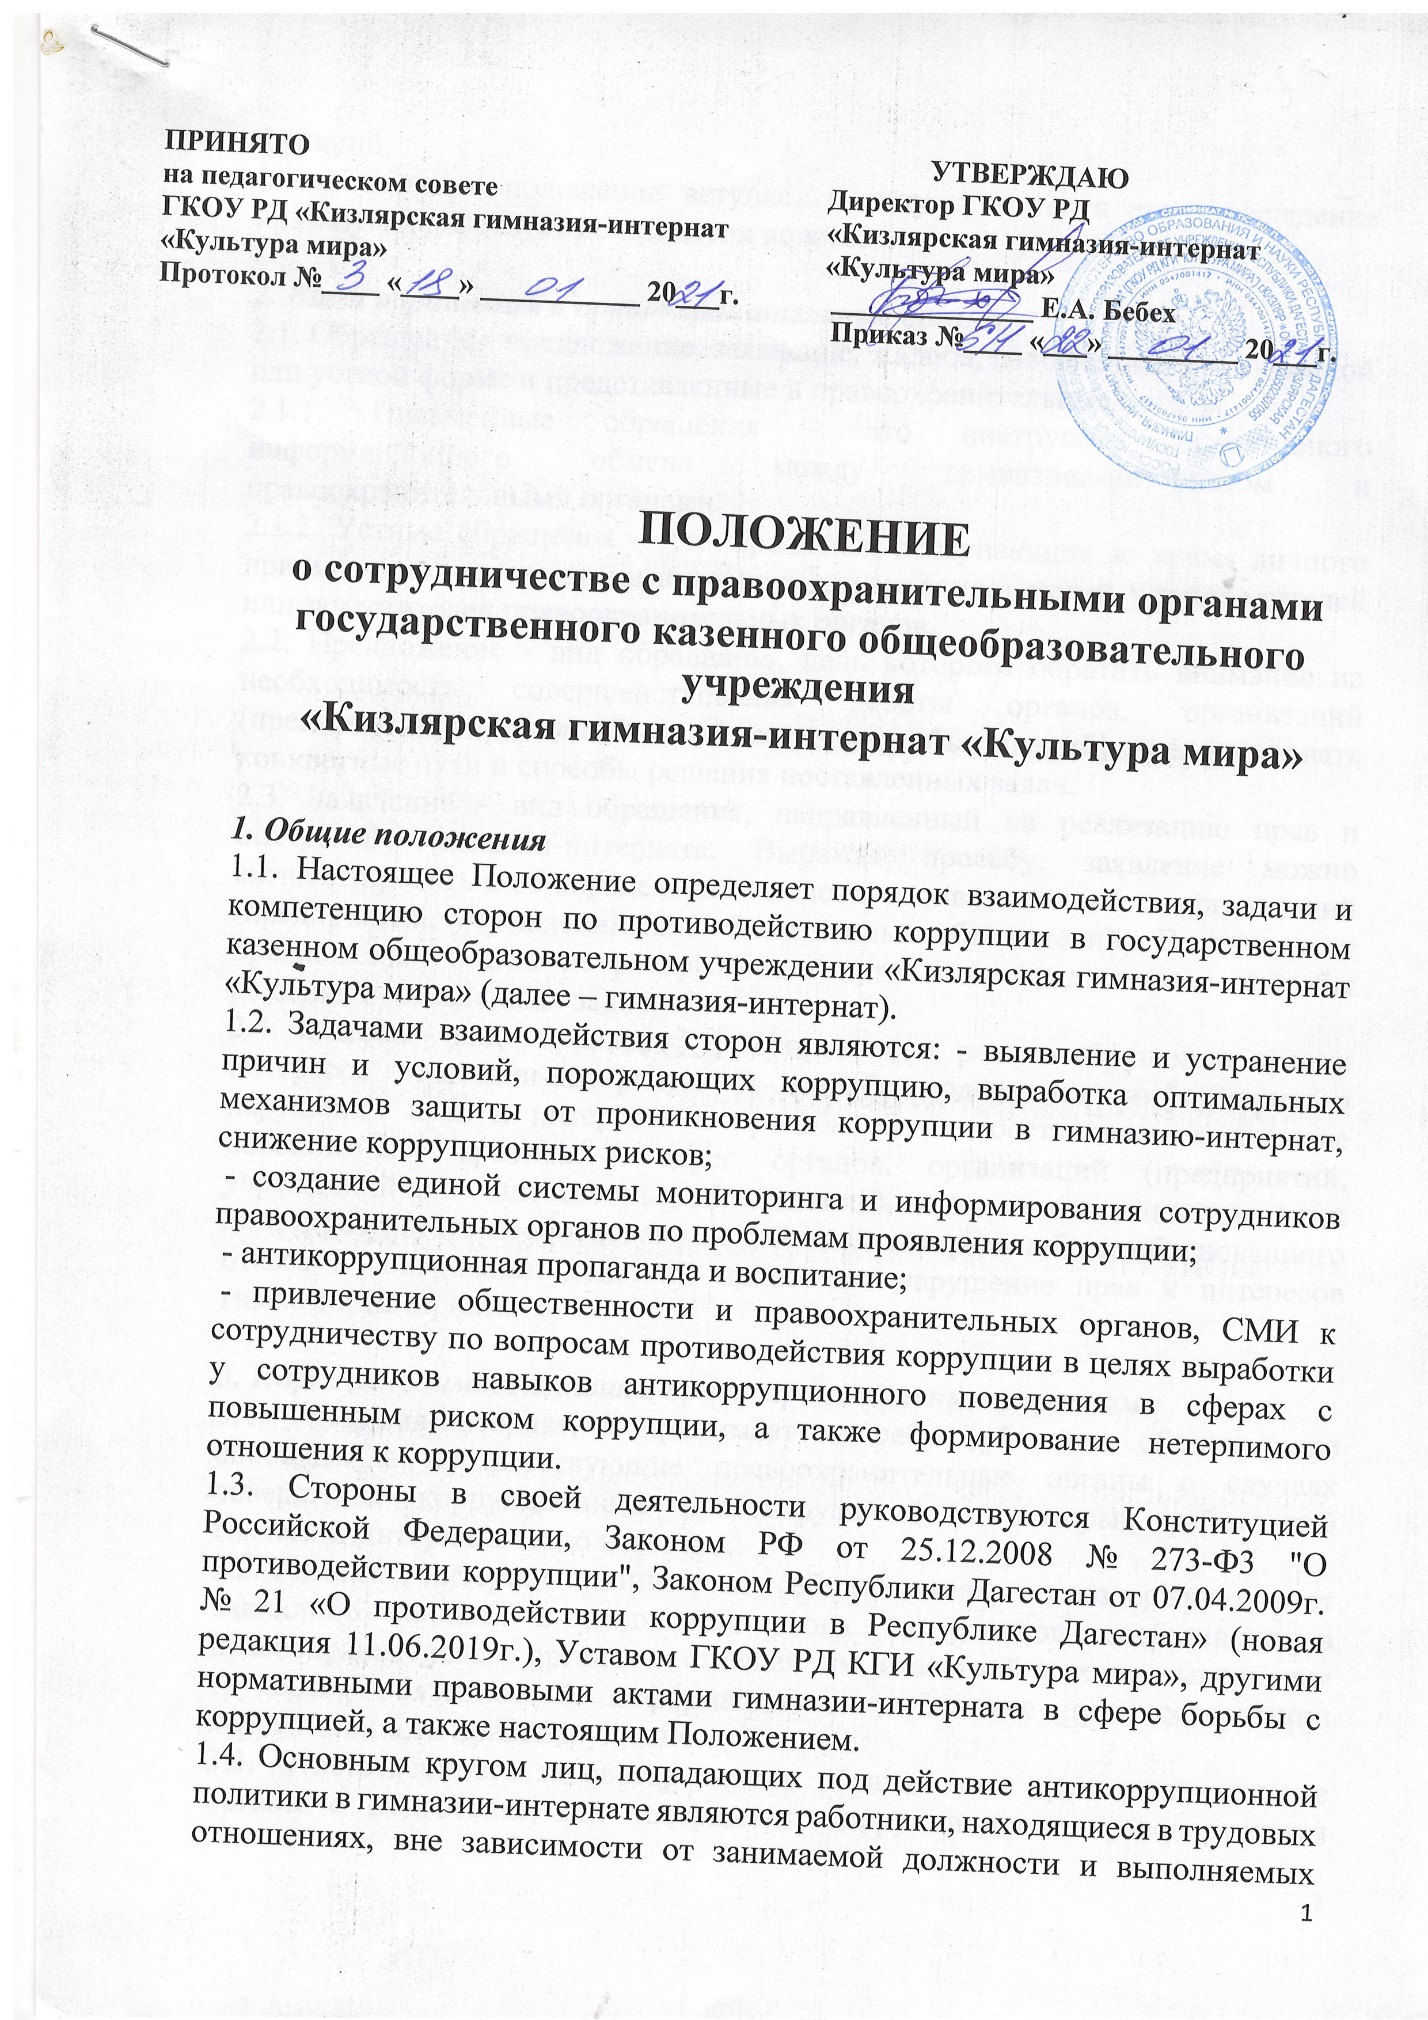 ПРИНЯТО
на педагогическом совете
ГКОУ РД «Кизлярская гимназия-интернат
«Культура мира»
Протокол № 3 «18» 01 2021 г.
УТВЕРЖДАЮ
Директор ГКОУ РД
«Кизлярская гимназия-интернат
«Культура мира»
Е.А. Бебех
Приказ № «22» 01 2021 г.
ПОЛОЖЕНИЕ
о сотрудничестве с правоохранительными органами
государственного казенного общеобразовательного
учреждения
«Кизлярская гимназия-интернат «Культура мира»
1. Общие положения
1.1. Настоящее Положение определяет порядок взаимодействия, задачи и
компетенцию сторон по противодействию коррупции в государственном
казенном общеобразовательном учреждении «Кизлярская гимназия-интернат
«Культура мира» (далее – гимназия-интернат).
1.2. Задачами взаимодействия сторон являются: - выявление и устранение
причин и условий, порождающих коррупцию, выработка оптимальных
механизмов защиты от проникновения коррупции в гимназию-интернат,
снижение коррупционных рисков;
- создание единой системы мониторинга и информирования сотрудников
правоохранительных органов по проблемам проявления коррупции;
- антикоррупционная пропаганда и воспитание;
- привлечение общественности и правоохранительных органов, СМИ к
сотрудничеству по вопросам противодействия коррупции в целях выработки
у сотрудников навыков антикоррупционного поведения в сферах с
повышенным риском коррупции, а также формирование нетерпимого
отношения к коррупции.
1.3. Стороны в своей деятельности руководствуются Конституцией
Российской Федерации, Законом РФ от 25.12.2008 № 273-ФЗ "О
противодействии коррупции", Законом Республики Дагестан от 07.04.2009г.
№ 21 «О противодействии коррупции в Республике Дагестан» (новая
редакция 11.06.2019г.), Уставом ГКОУ РД КГИ «Культура мира», другими
нормативными правовыми актами гимназии-интерната в сфере борьбы с
коррупцией, а также настоящим Положением.
1.4. Основным кругом лиц, попадающих под действие антикоррупционной
политики в гимназии-интернате являются работники, находящиеся в трудовых
отношениях, вне зависимости от занимаемой должности и выполняемых
1